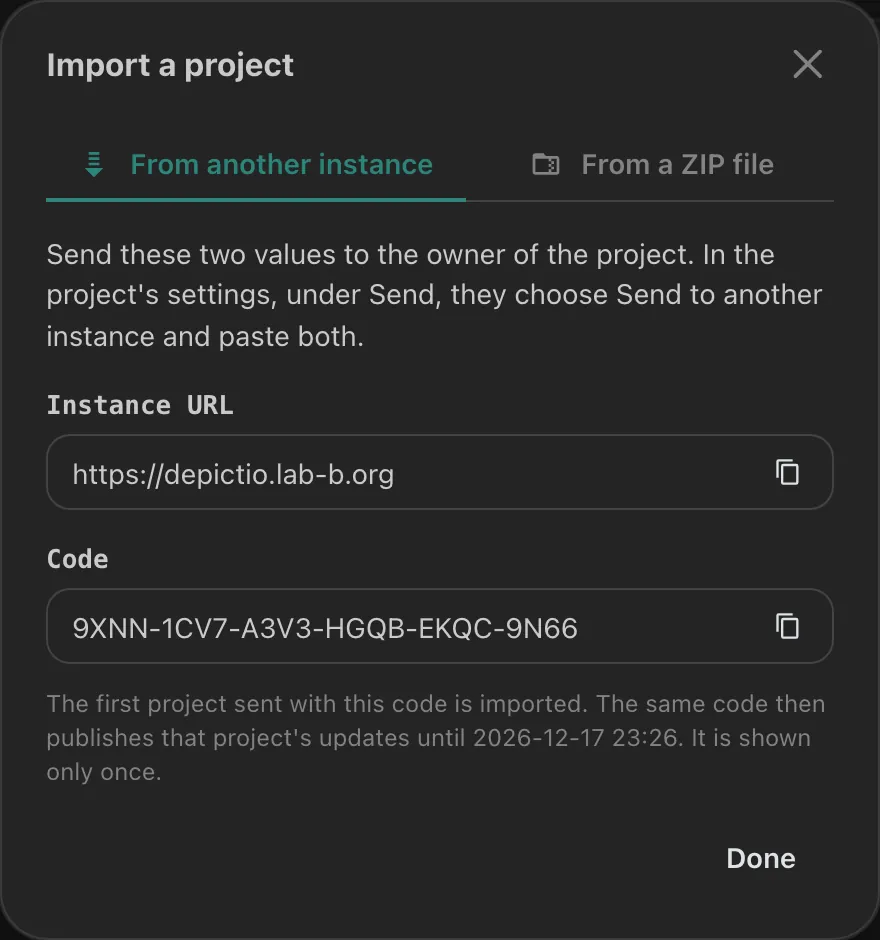 Import a project
From another instance
From a ZIP file
Send these two values to the owner of the project. In the
project's settings, under Send, they choose Send to another
instance and paste both.
Instance URL
https://depictio.lab-b.org
Code
9XNN-1CV7-A3V3-HGQB-EKQC-9N66
The first project sent with this code is imported. The same code then
publishes that project's updates until 2026-12-17 23:26. It is shown
only once.
Done